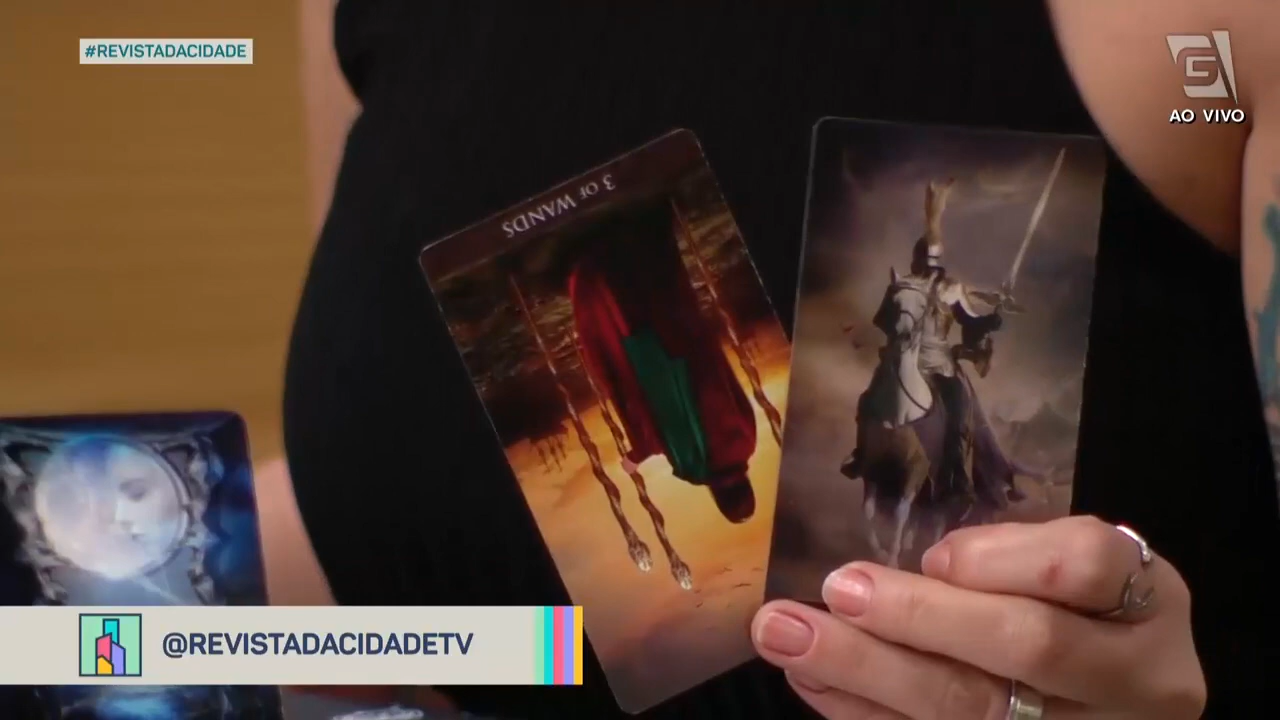 #REVISTADACIDADE
AO VIVO
3 OF WANDS
@REVISTADACIDADETV